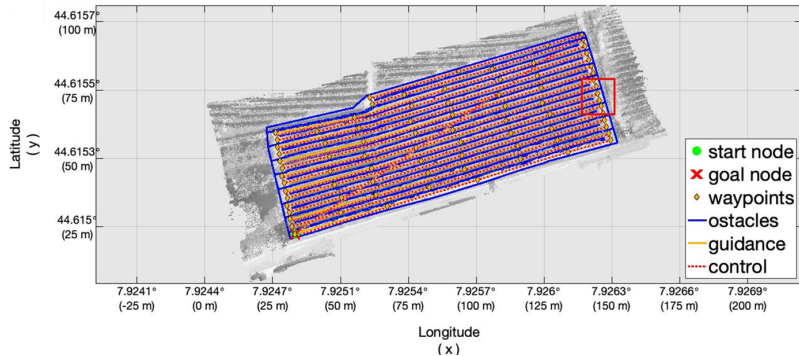 44.6157°
(100 m)
44.6155°
(75 m)
44.6153°
(50 m)
44.615°
(25 m)
Latitude
( y )
start node
goal node
waypoints
ostacles
guidance
control
7.9241° 7.9244° 7.9247° 7.9251° 7.9254° 7.9257° 7.926° 7.9263° 7.9266° 7.9269°
(-25 m) (0 m) (25 m) (50 m) (75 m) (100 m) (125 m) (150 m) (175 m) (200 m)
Longitude
( x )